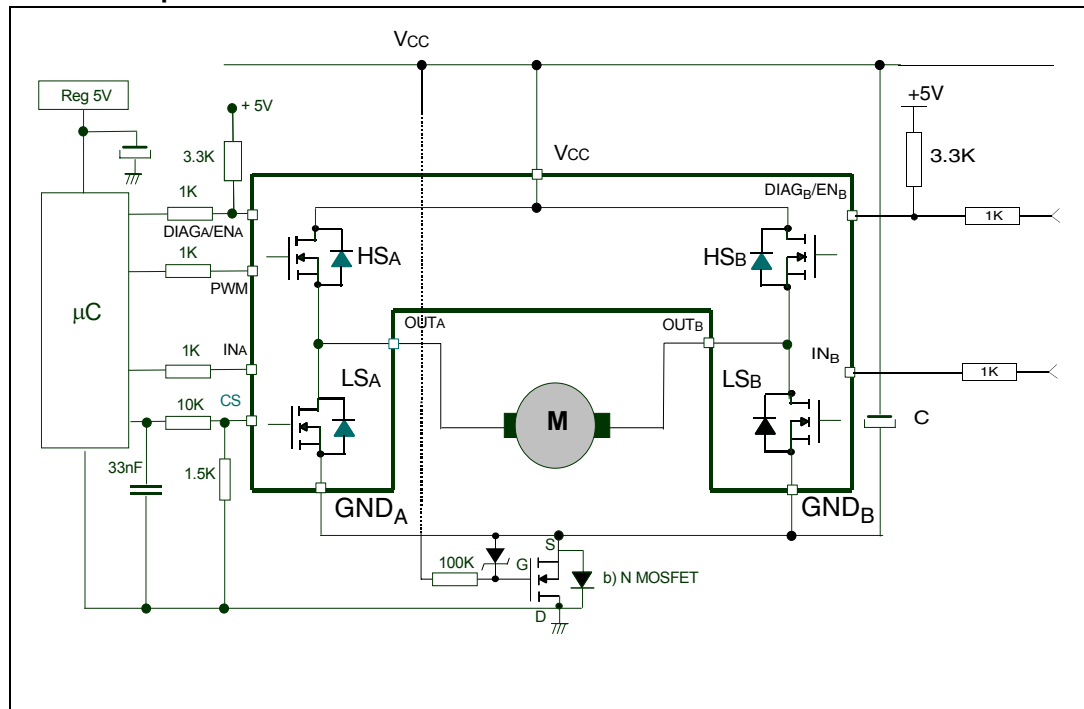 Vcc
Reg 5V
+ 5V
+5V
3.3K
Vcc
3.3K
1K
DIAGB/ENB
1K
DIAGA/ENA
HSA
HSB
1K
PWM
µC
OUTA
OUTB
1K
INA
INB
LSA
LSB
1K
10K
CS
M
C
33nF
1.5K
GNDA
GNDB
100K
G
S
b) N MOSFET
D